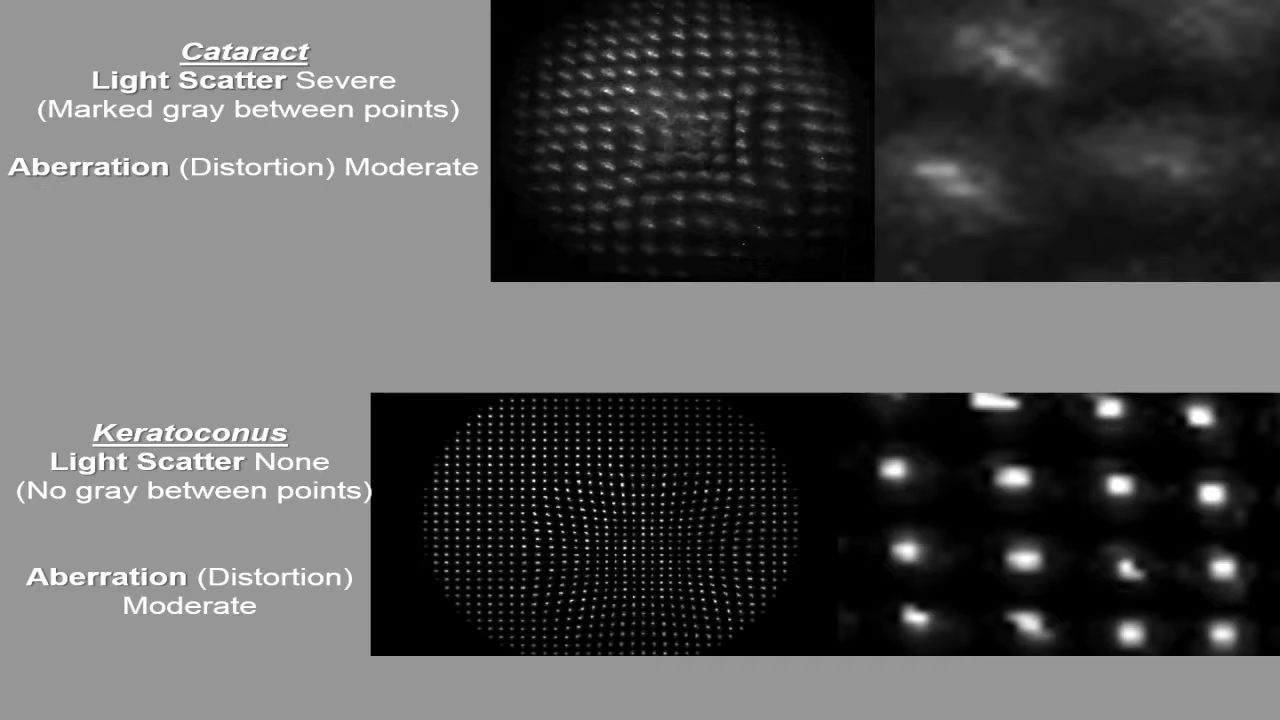 Cataract
Light Scatter Severe
(Marked gray between points)
Aberration (Distortion) Moderate
Keratoconus
Light Scatter None
(No gray between points)
Aberration (Distortion)
Moderate